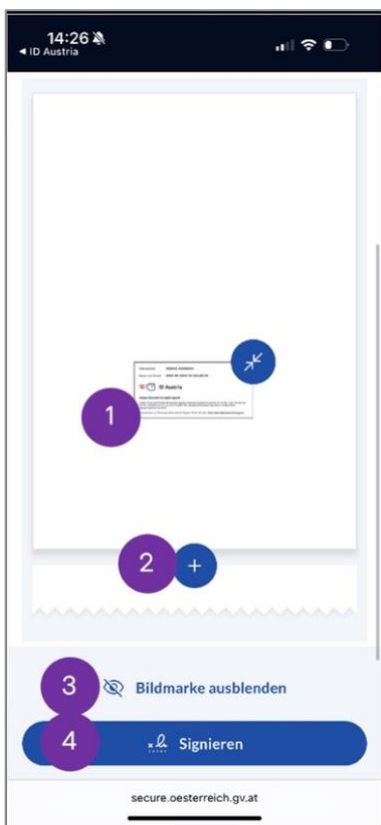 14:26
◀ ID Austria
ID Austria
1
2
+
3
Bildmarke ausblenden
4
Signieren
secure.oesterreich.gv.at